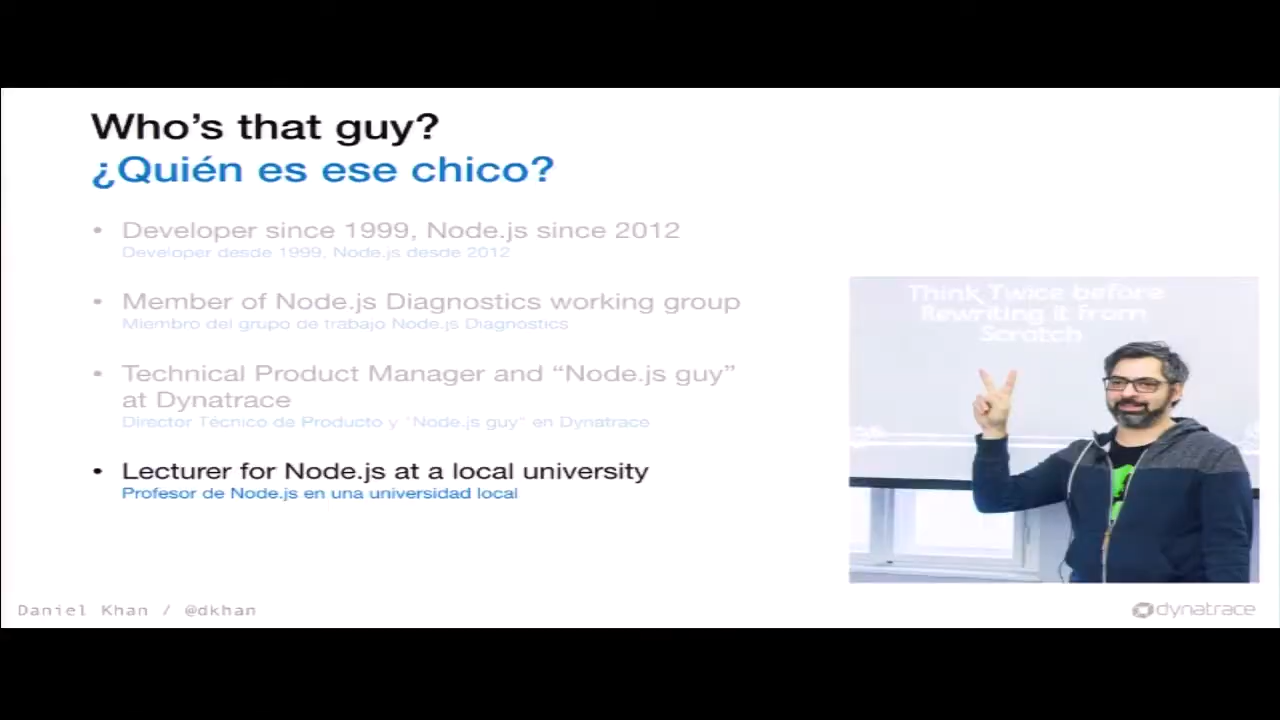 Who's that guy?
¿Quién es ese chico?
• Developer since 1999, Node.js since 2012
Developer desde 1999, Node.js desde 2012
• Member of Node.js Diagnostics working group
Miembro del grupo de trabajo Node.js Diagnostics
• Technical Product Manager and “Node.js guy”
at Dynatrace
Director Técnico de Producto y “Node.js guy” en Dynatrace
• Lecturer for Node.js at a local university
Profesor de Node.js en una universidad local
Think Twice before
Rewriting it from
Scratch
Daniel Khan / @dkhan
dynatrace